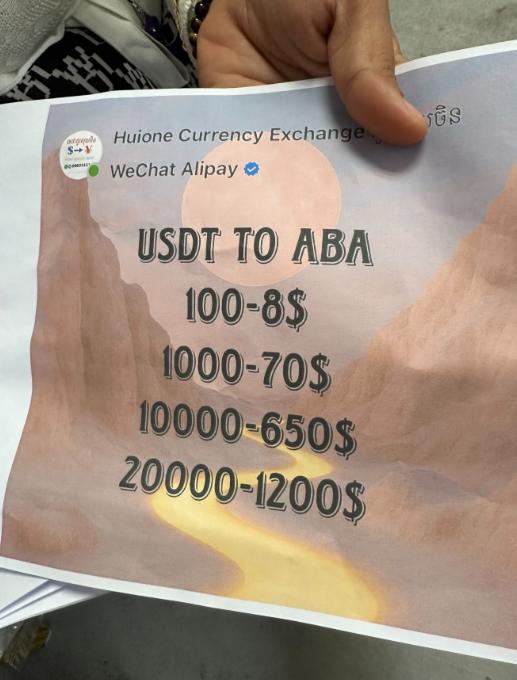 Huione Currency Exchange
WeChat Alipay
USDT TO ABA
100-8$
1000-70$
10000-650$
20000-1200$